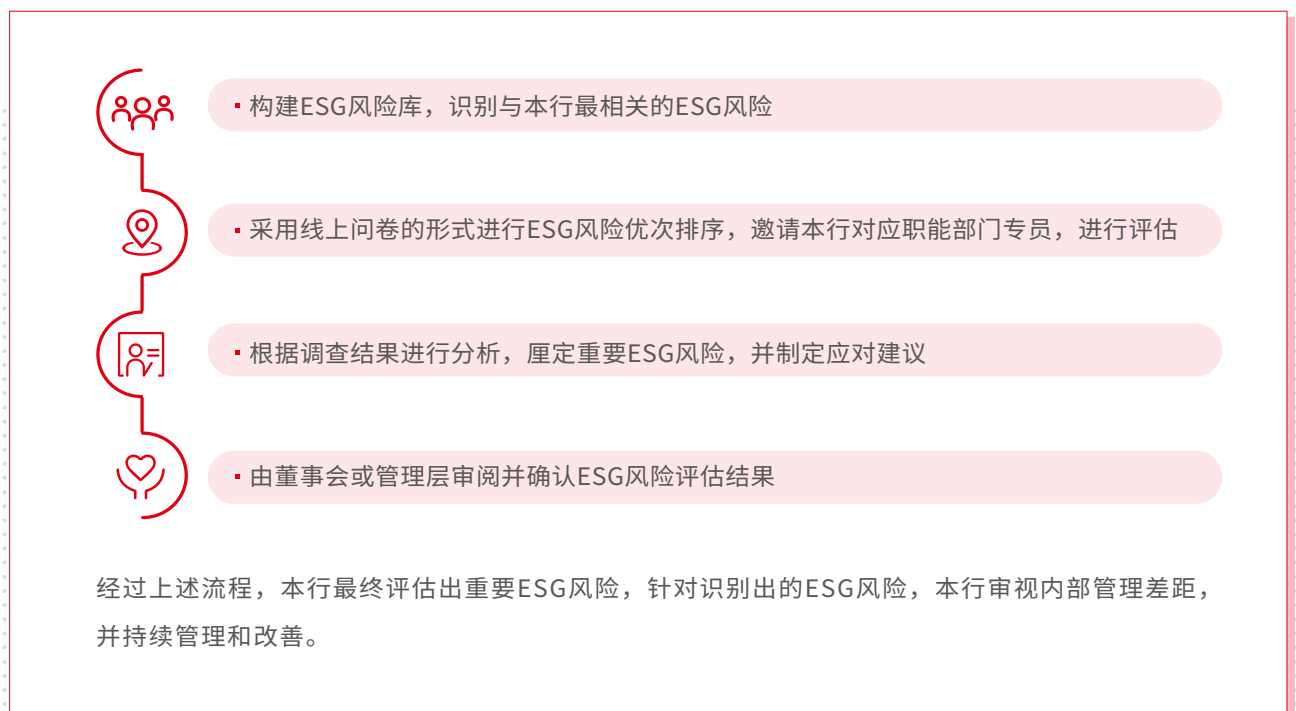 ▪ 构建ESG风险库，识别与本行最相关的ESG风险
▪ 采用线上问卷的形式进行ESG风险优次排序，邀请本行对应职能部门专员，进行评估
▪ 根据调查结果进行分析，厘定重要ESG风险，并制定应对建议
▪ 由董事会或管理层审阅并确认ESG风险评估结果
经过上述流程，本行最终评估出重要ESG风险，针对识别出的ESG风险，本行审视内部管理差距，
并持续管理和改善。